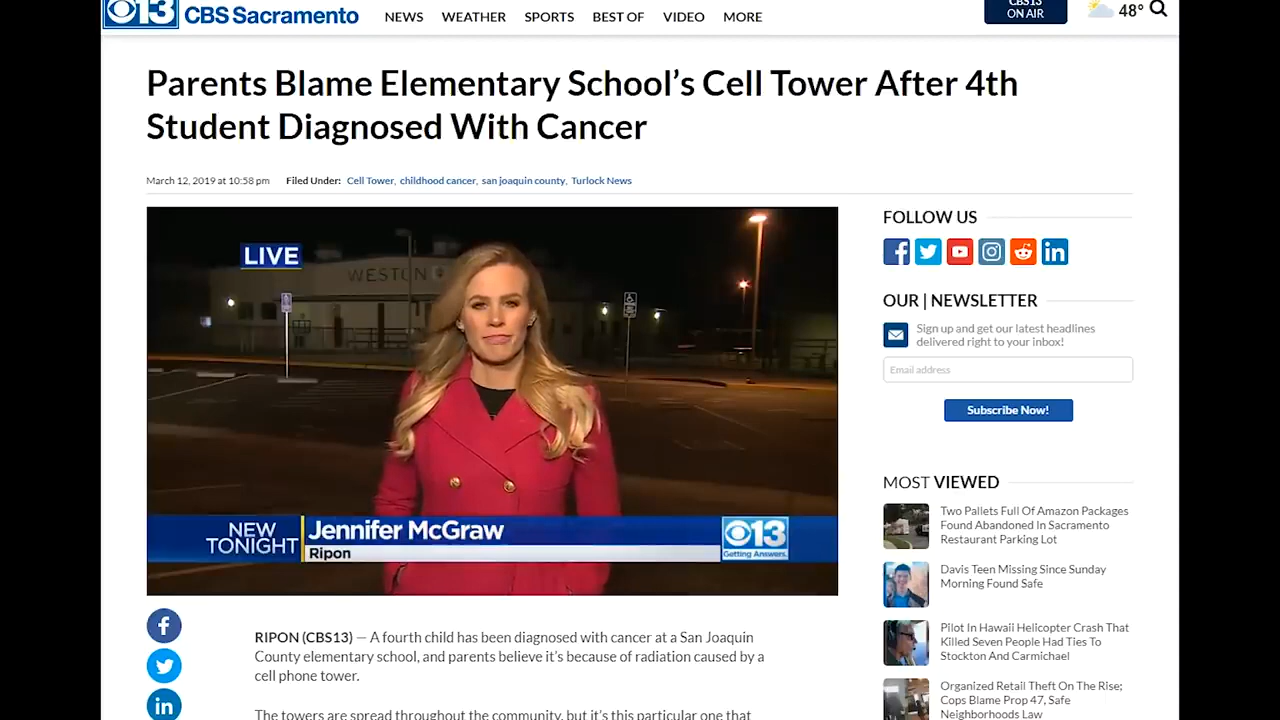 13 CBS Sacramento
NEWS WEATHER SPORTS BEST OF VIDEO MORE
CBS13
ON AIR
48°
Parents Blame Elementary School's Cell Tower After 4th
Student Diagnosed With Cancer
March 12, 2019 at 10:58 pm Filed Under: Cell Tower, childhood cancer, san joaquin county, Turlock News
LIVE
WESTON
NEW
TONIGHT
Jennifer McGraw
Ripon
13
Getting Answers.
RIPON (CBS13) — A fourth child has been diagnosed with cancer at a San Joaquin
County elementary school, and parents believe it's because of radiation caused by a
cell phone tower.
The towers are spread throughout the community, but it's this particular one that
FOLLOW US
OUR | NEWSLETTER
Sign up and get our latest headlines
delivered right to your inbox!
Email address
Subscribe Now!
MOST VIEWED
Two Pallets Full Of Amazon Packages
Found Abandoned In Sacramento
Restaurant Parking Lot
Davis Teen Missing Since Sunday
Morning Found Safe
Pilot In Hawaii Helicopter Crash That
Killed Seven People Had Ties To
Stockton And Carmichael
Organized Retail Theft On The Rise;
Cops Blame Prop 47, Safe
Neighborhoods Law